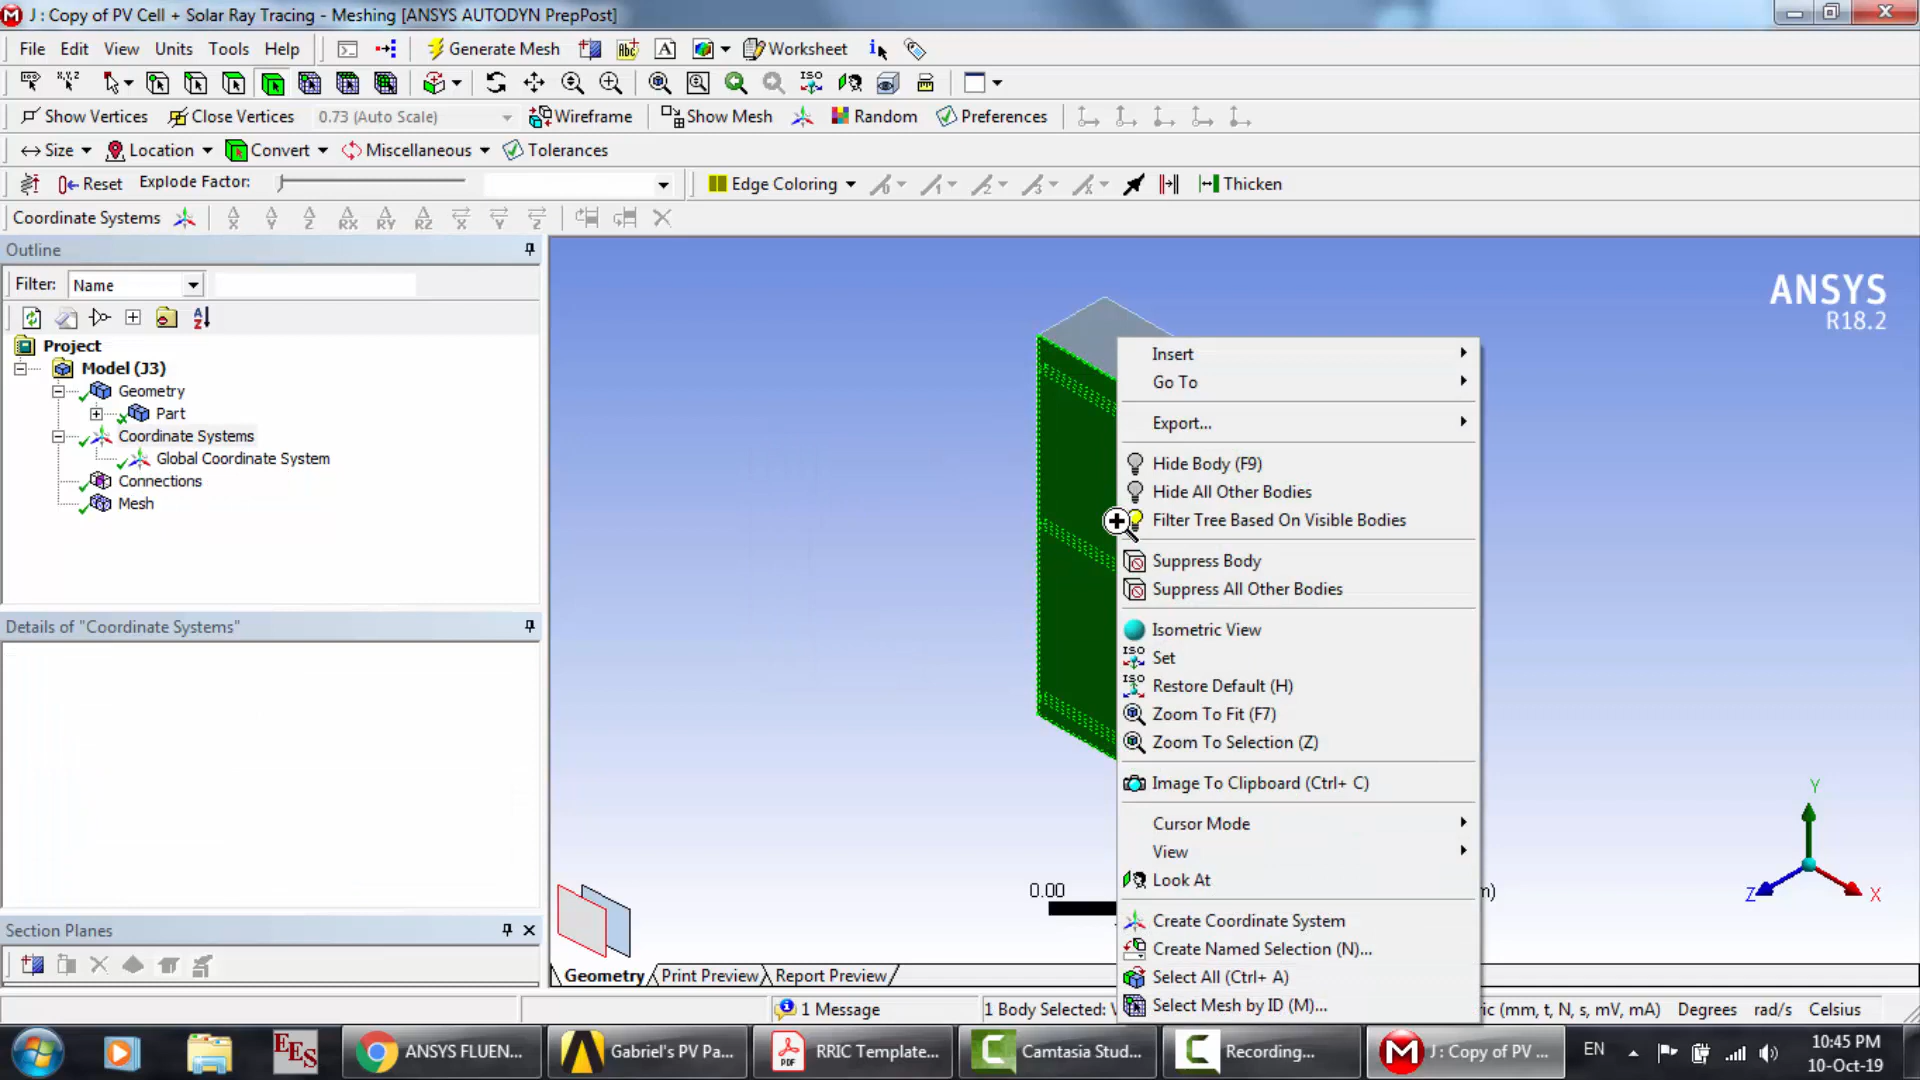 J : Copy of PV Cell + Solar Ray Tracing - Meshing [ANSYS AUTODYN PrepPost]
File Edit View Units Tools Help Generate Mesh Worksheet
Show Vertices Close Vertices 0.73 (Auto Scale) Wireframe Show Mesh Random Preferences
Size Location Convert Miscellaneous Tolerances
Reset Explode Factor: Edge Coloring Thicken
Coordinate Systems
Outline
Filter: Name
Project
Model (J3)
Geometry
Part
Coordinate Systems
Global Coordinate System
Connections
Mesh
Details of "Coordinate Systems"
Section Planes
ANSYS
R18.2
Insert
Go To
Export...
Hide Body (F9)
Hide All Other Bodies
Filter Tree Based On Visible Bodies
Suppress Body
Suppress All Other Bodies
Isometric View
Set
Restore Default (H)
Zoom To Fit (F7)
Zoom To Selection (Z)
Image To Clipboard (Ctrl+ C)
Cursor Mode
View
Look At
Create Coordinate System
Create Named Selection (N)...
Select All (Ctrl+ A)
Select Mesh by ID (M)...
0.00
Y
Z
X
Geometry Print Preview Report Preview
1 Message 1 Body Selected: (mm, t, N, s, mV, mA) Degrees rad/s Celsius
EES ANSYS FLUEN... Gabriel's PV Pa... RRIC Template... Camtasia Stud... Recording... J : Copy of PV ... EN
10:45 PM
10-Oct-19